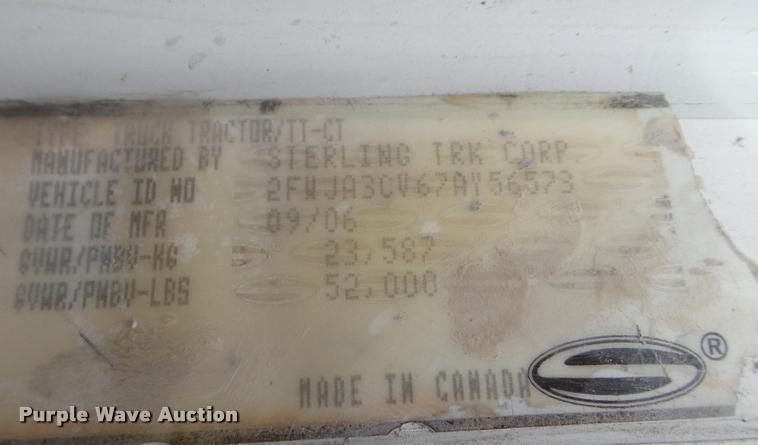 TYPE TRUCK TRACTOR/TT-CT
MANUFACTURED BY STERLING TRK CORP.
VEHICLE ID NO 2FWJA3CV67AY56573
DATE OF MFR 09/06
GVWR/PNBV-KG 23,587
GVWR/PNBV-LBS 52,000
MADE IN CANADA
®
Purple Wave Auction